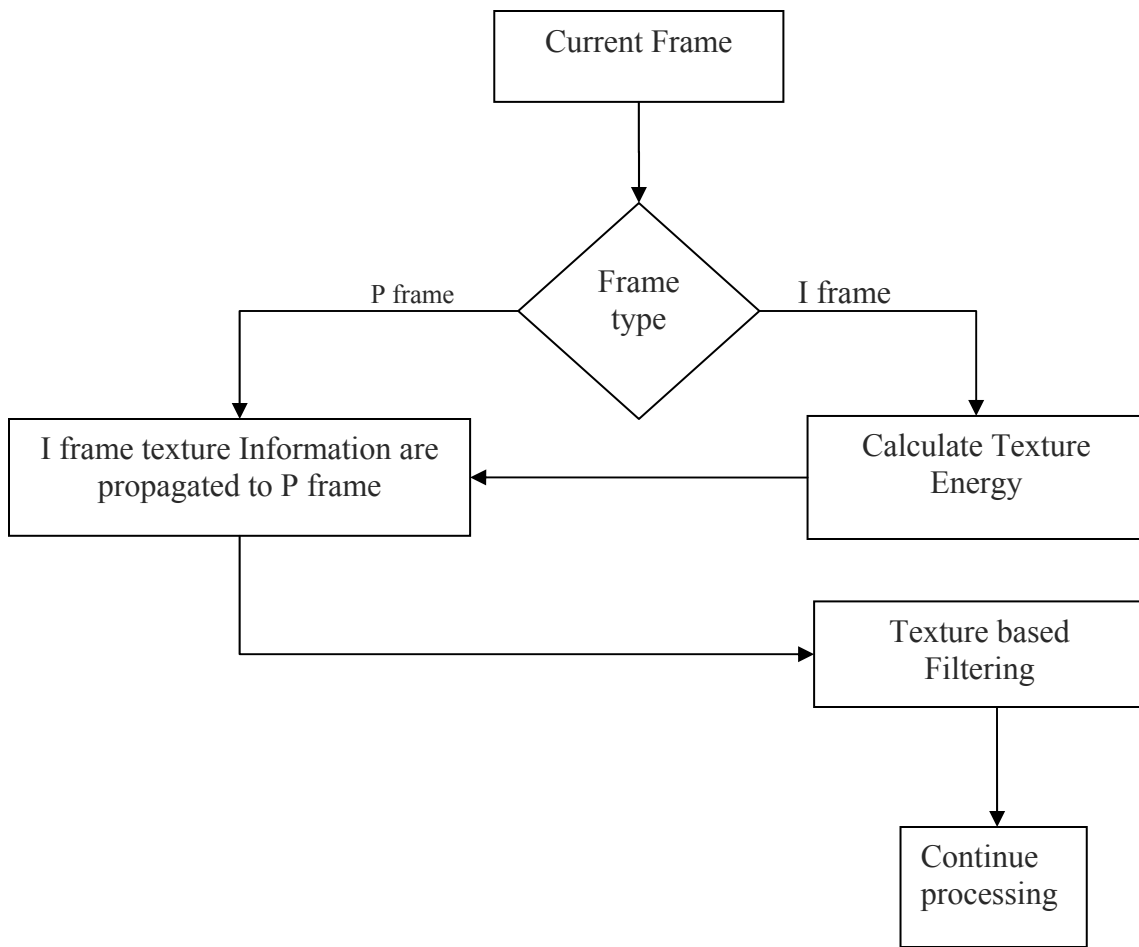 Current Frame
Frame
type
P frame
I frame
I frame texture Information are
propagated to P frame
Calculate Texture
Energy
Texture based
Filtering
Continue
processing